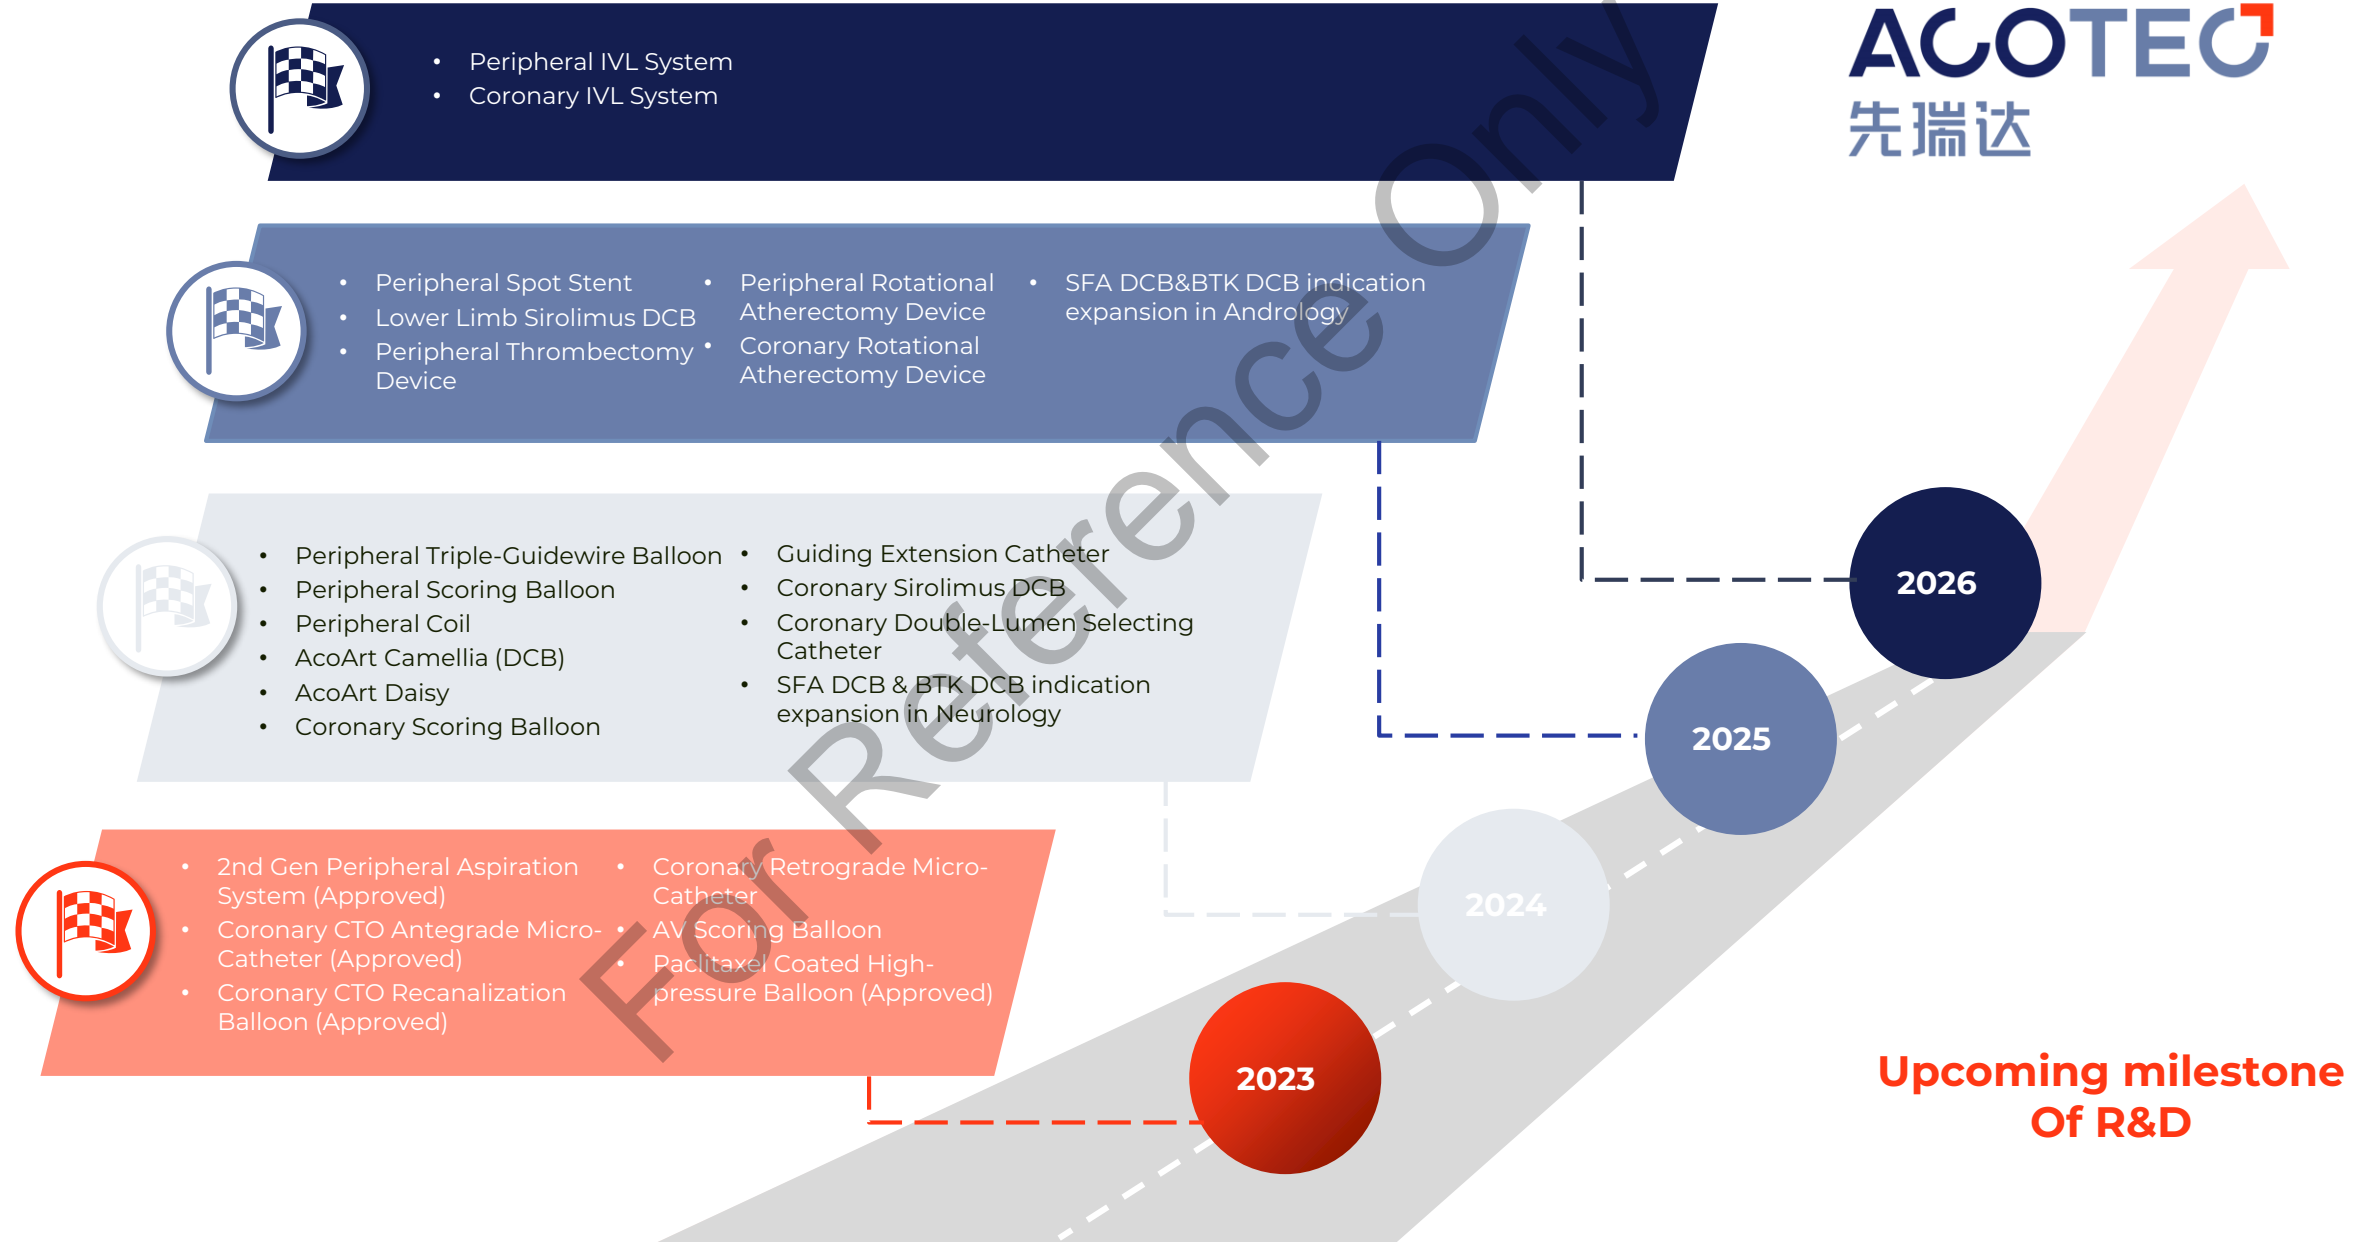 ACOTEC
先瑞达
• Peripheral IVL System
• Coronary IVL System
• Peripheral Spot Stent
• Lower Limb Sirolimus DCB
• Peripheral Thrombectomy
Device
• Peripheral Rotational
Atherectomy Device
• Coronary Rotational
Atherectomy Device
• SFA DCB&BTK DCB indication
expansion in Andrology
• Peripheral Triple-Guidewire Balloon
• Peripheral Scoring Balloon
• Peripheral Coil
• AcoArt Camellia (DCB)
• AcoArt Daisy
• Coronary Scoring Balloon
• Guiding Extension Catheter
• Coronary Sirolimus DCB
• Coronary Double-Lumen Selecting
Catheter
• SFA DCB & BTK DCB indication
expansion in Neurology
• 2nd Gen Peripheral Aspiration
System (Approved)
• Coronary CTO Antegrade Micro-
Catheter (Approved)
• Coronary CTO Recanalization
Balloon (Approved)
• Coronary Retrograde Micro-
Catheter
• AV Scoring Balloon
• Paclitaxel Coated High-
pressure Balloon (Approved)
2026
2025
2024
2023
Upcoming milestone
Of R&D
For Reference Only